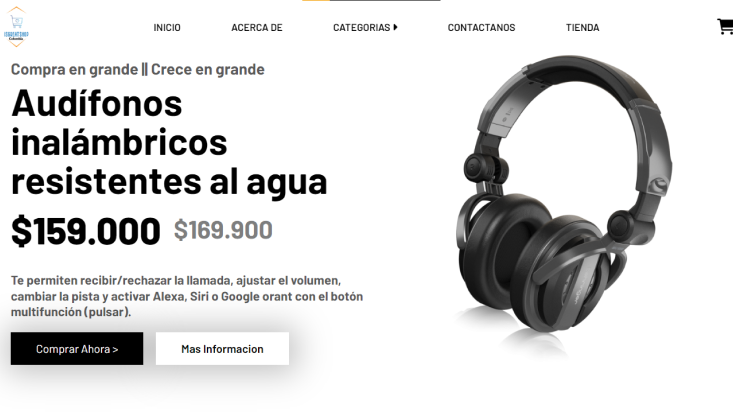 INICIO
ACERCA DE
CATEGORIAS
CONTACTANOS
TIENDA
Compra en grande || Crece en grande
Audífonos
inalámbricos
resistentes al agua
$159.000 $169.900
Te permiten recibir/rechazar la llamada, ajustar el volumen,
cambiar la pista y activar Alexa, Siri o Google orant con el botón
multifunción (pulsar).
Comprar Ahora >
Mas Informacion